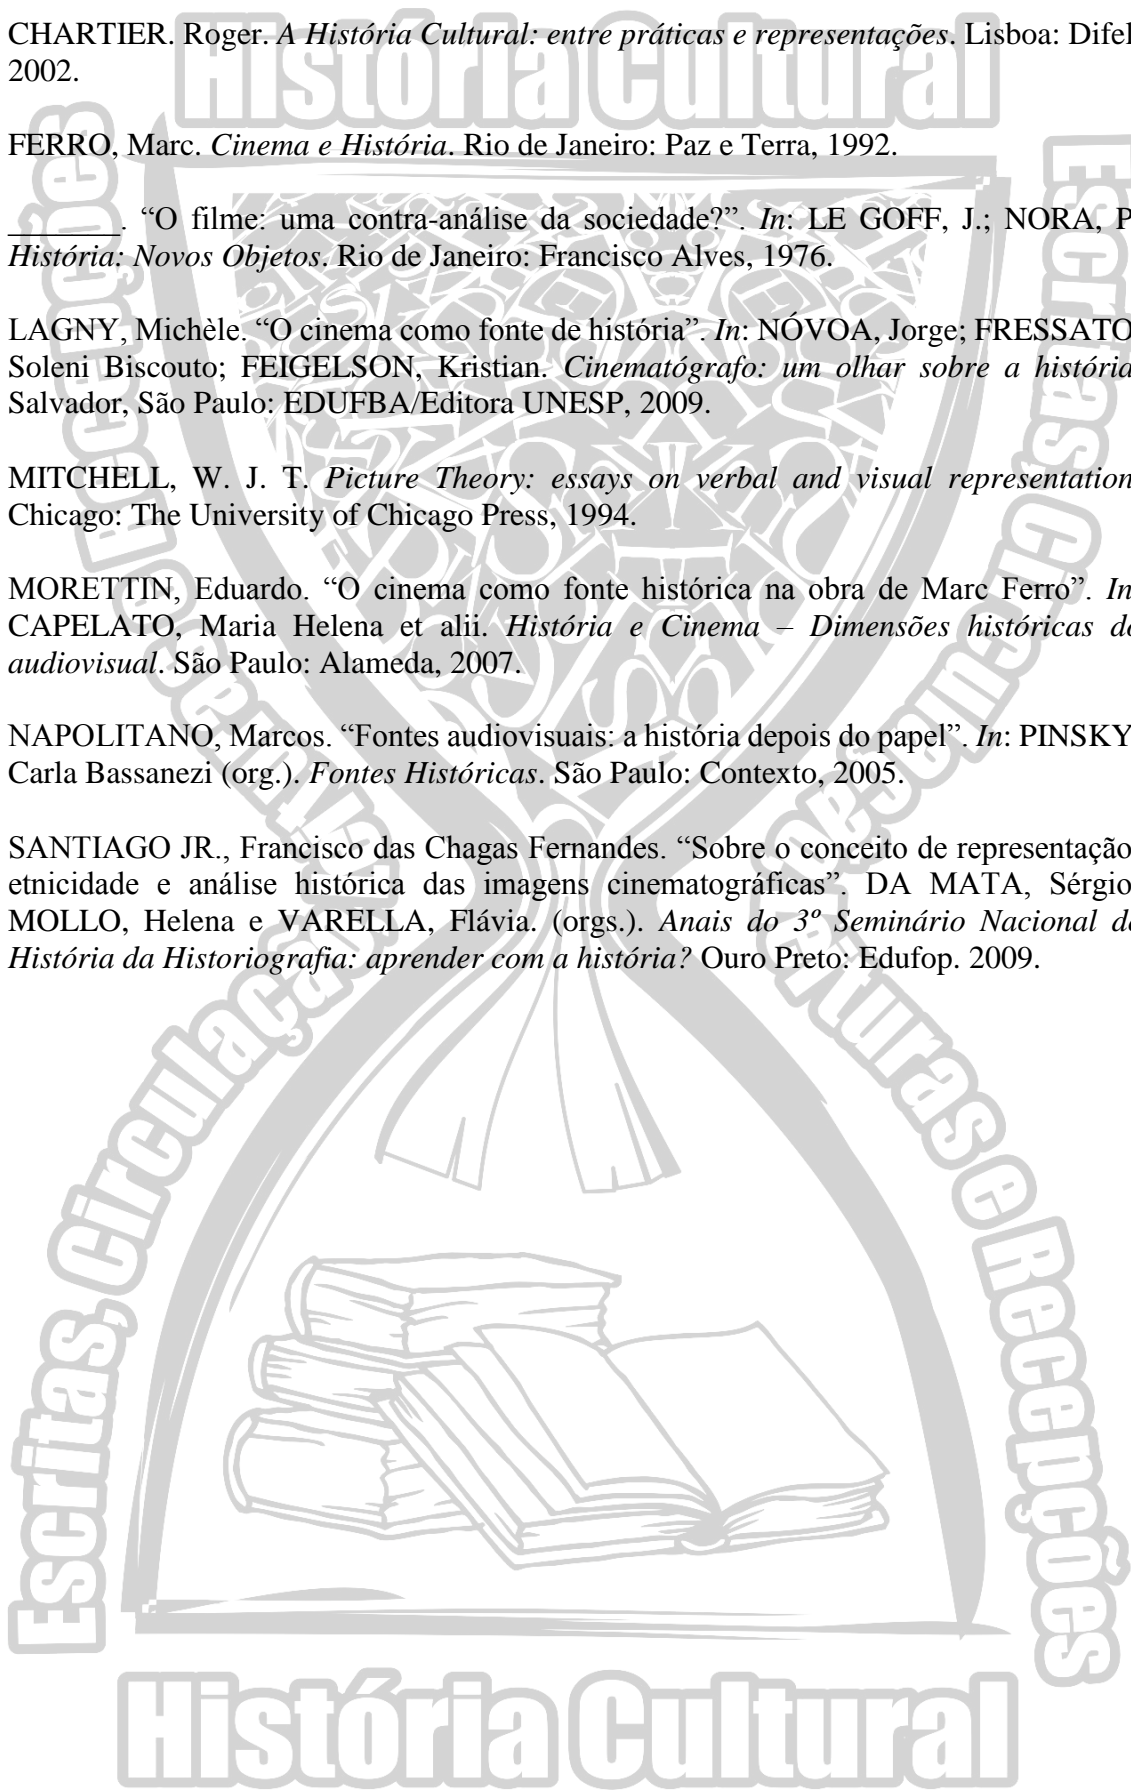 História Cultural
CHARTIER. Roger. A História Cultural: entre práticas e representações. Lisboa: Difel
2002.
FERRO, Marc. Cinema e História. Rio de Janeiro: Paz e Terra, 1992.
_______. “O filme: uma contra-análise da sociedade?”. In: LE GOFF, J.; NORA, P
História: Novos Objetos. Rio de Janeiro: Francisco Alves, 1976.
LAGNY, Michèle. “O cinema como fonte de história”. In: NÓVOA, Jorge; FRESSATO
Soleni Biscouto; FEIGELSON, Kristian. Cinematógrafo: um olhar sobre a história
Salvador, São Paulo: EDUFBA/Editora UNESP, 2009.
MITCHELL, W. J. T. Picture Theory: essays on verbal and visual representation
Chicago: The University of Chicago Press, 1994.
MORETTIN, Eduardo. “O cinema como fonte histórica na obra de Marc Ferro”. In
CAPELATO, Maria Helena et alii. História e Cinema – Dimensões históricas do
audiovisual. São Paulo: Alameda, 2007.
NAPOLITANO, Marcos. “Fontes audiovisuais: a história depois do papel”. In: PINSKY
Carla Bassanezi (org.). Fontes Históricas. São Paulo: Contexto, 2005.
SANTIAGO JR., Francisco das Chagas Fernandes. “Sobre o conceito de representação
etnicidade e análise histórica das imagens cinematográficas”. DA MATA, Sérgio
MOLLO, Helena e VARELLA, Flávia. (orgs.). Anais do 3º Seminário Nacional de
História da Historiografia: aprender com a história? Ouro Preto: Edufop. 2009.
Escritas, Circulação, Leituras e Recepções
Escritas, Circulação, Leituras e Recepções
História Cultural